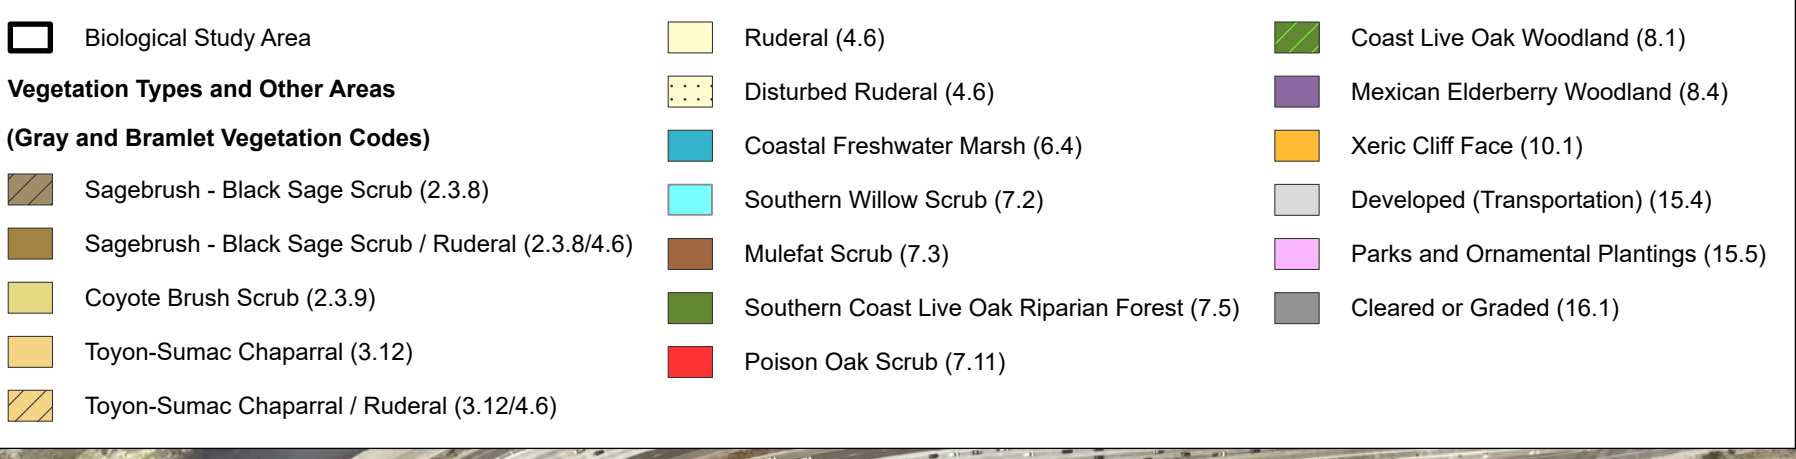 Biological Study Area
Vegetation Types and Other Areas
(Gray and Bramlet Vegetation Codes)
Sagebrush - Black Sage Scrub (2.3.8)
Sagebrush - Black Sage Scrub / Ruderal (2.3.8/4.6)
Coyote Brush Scrub (2.3.9)
Toyon-Sumac Chaparral (3.12)
Toyon-Sumac Chaparral / Ruderal (3.12/4.6)
Ruderal (4.6)
Disturbed Ruderal (4.6)
Coastal Freshwater Marsh (6.4)
Southern Willow Scrub (7.2)
Mulefat Scrub (7.3)
Southern Coast Live Oak Riparian Forest (7.5)
Poison Oak Scrub (7.11)
Coast Live Oak Woodland (8.1)
Mexican Elderberry Woodland (8.4)
Xeric Cliff Face (10.1)
Developed (Transportation) (15.4)
Parks and Ornamental Plantings (15.5)
Cleared or Graded (16.1)